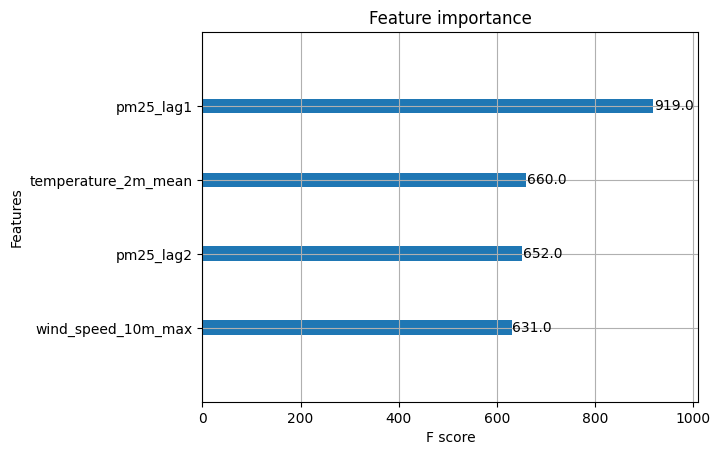 Feature importance
Features
pm25_lag1
919.0
temperature_2m_mean
660.0
pm25_lag2
652.0
wind_speed_10m_max
631.0
0 200 400 600 800 1000
F score